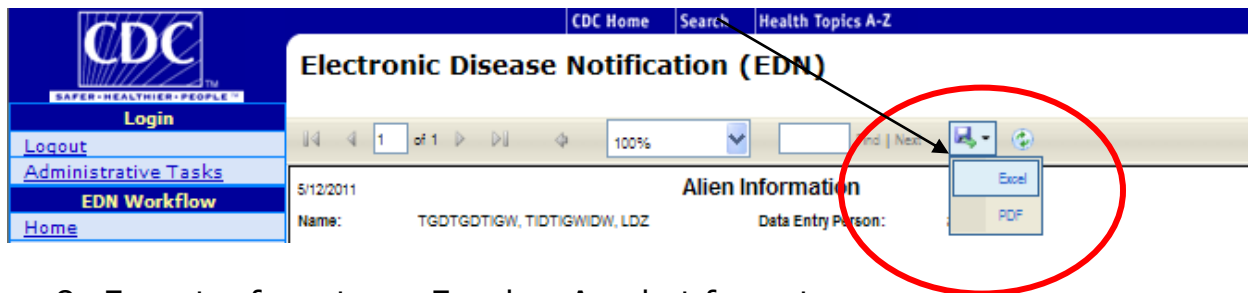 CDC Home Search Health Topics A-Z
CDC
TM
SAFER • HEALTHIER • PEOPLE™
Electronic Disease Notification (EDN)
Login
Logout
Administrative Tasks
EDN Workflow
Home
1 of 1 100% Find | Next
Excel
PDF
5/12/2011 Alien Information
Name: TGDTGDTIGW, TIDTIGWIDW, LDZ Data Entry Person: